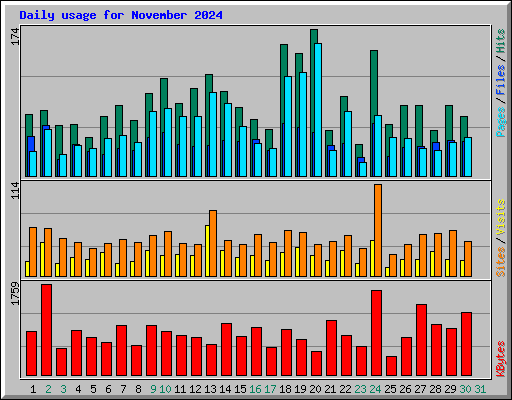 Daily usage for November 2024
174
Pages / Files / Hits
114
Sites / Visits
1759
KBytes
1 2 3 4 5 6 7 8 9 10 11 12 13 14 15 16 17 18 19 20 21 22 23 24 25 26 27 28 29 30 31